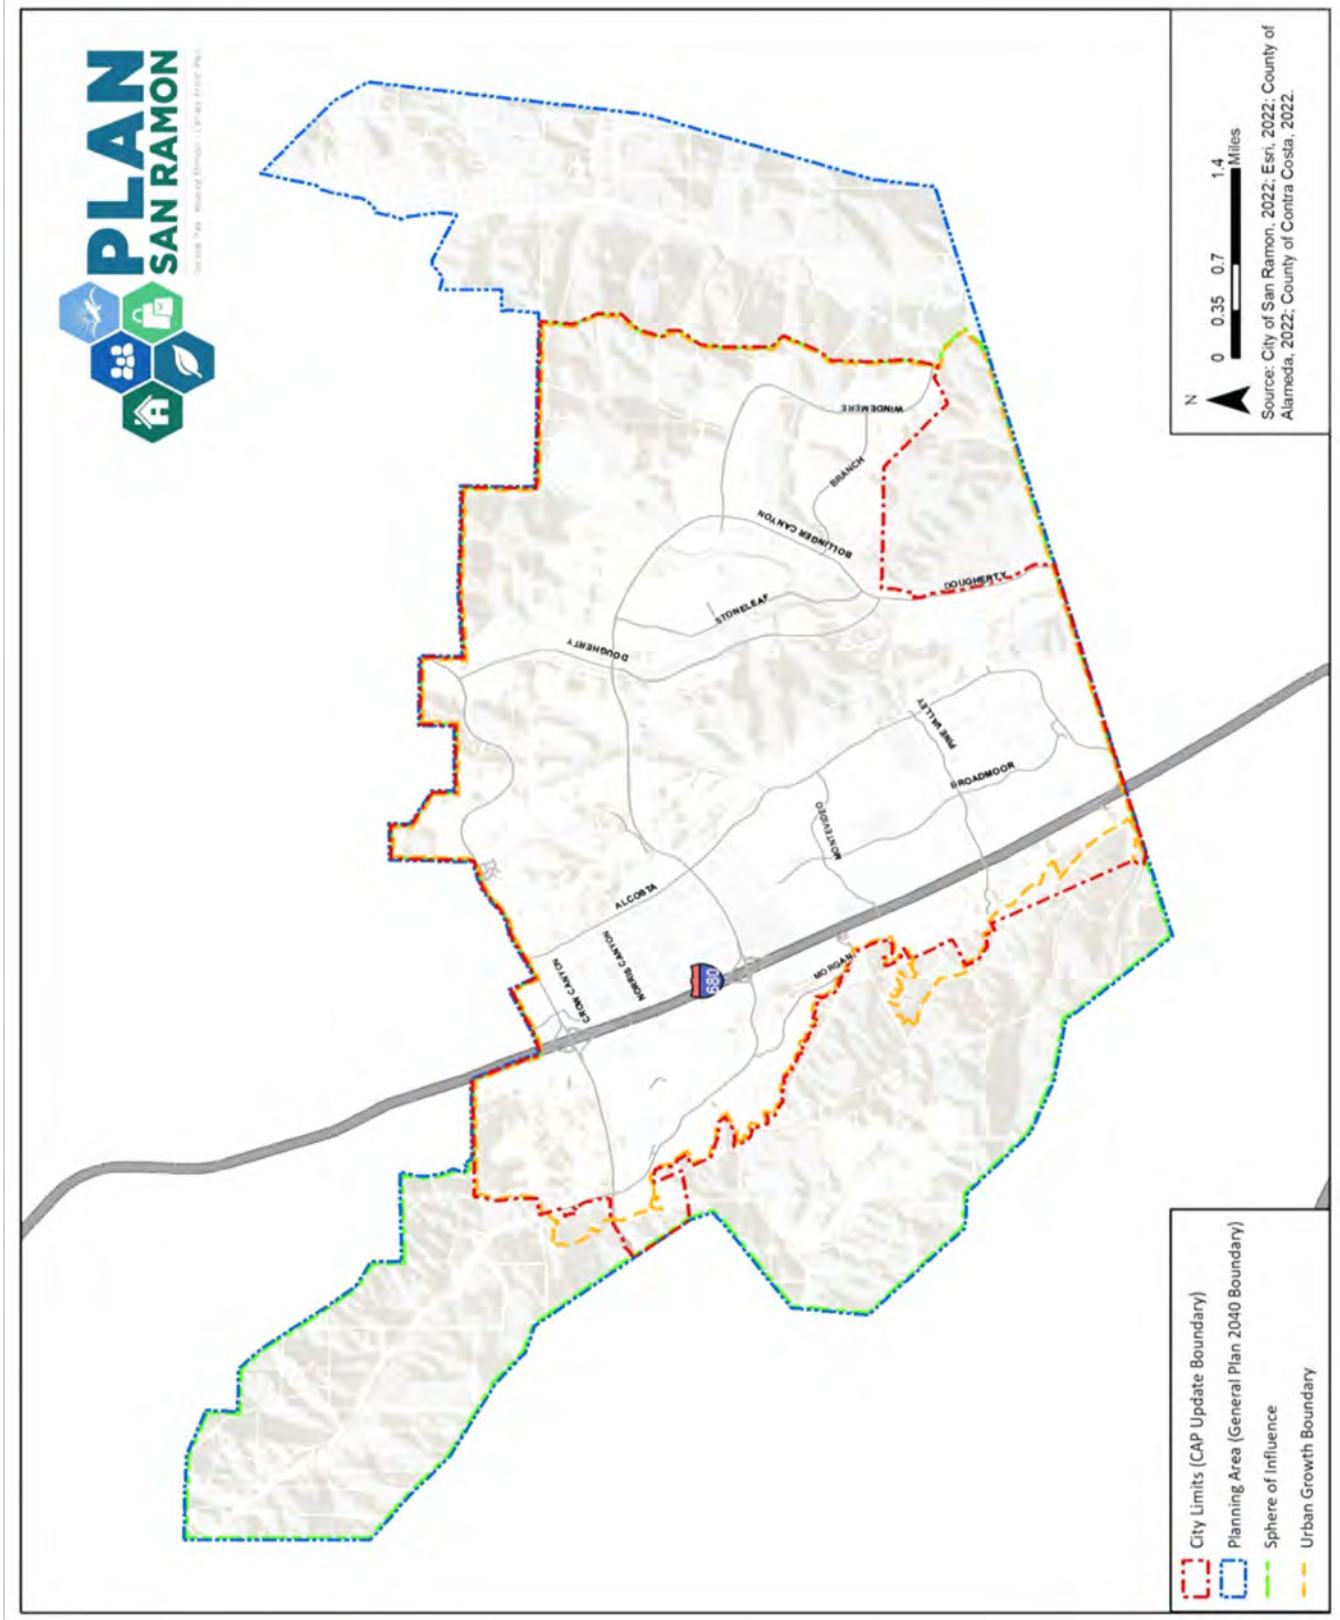 PLAN
SAN RAMON
CROW CANYON
NORRIS CANYON
ALCOSTA
680
MORGAN
MONTEVIDEO
BROADMOOR
PINE VALLEY
DOUGHERTY
STONELEAF
DOUGHERTY
BOLLINGER CANYON
BRANCH
WINDEMERE
City Limits (CAP Update Boundary)
Planning Area (General Plan 2040 Boundary)
Sphere of Influence
Urban Growth Boundary
N
0 0.35 0.7 1.4
Miles
Source: City of San Ramon, 2022; Esri, 2022; County of
Alameda, 2022; County of Contra Costa, 2022.